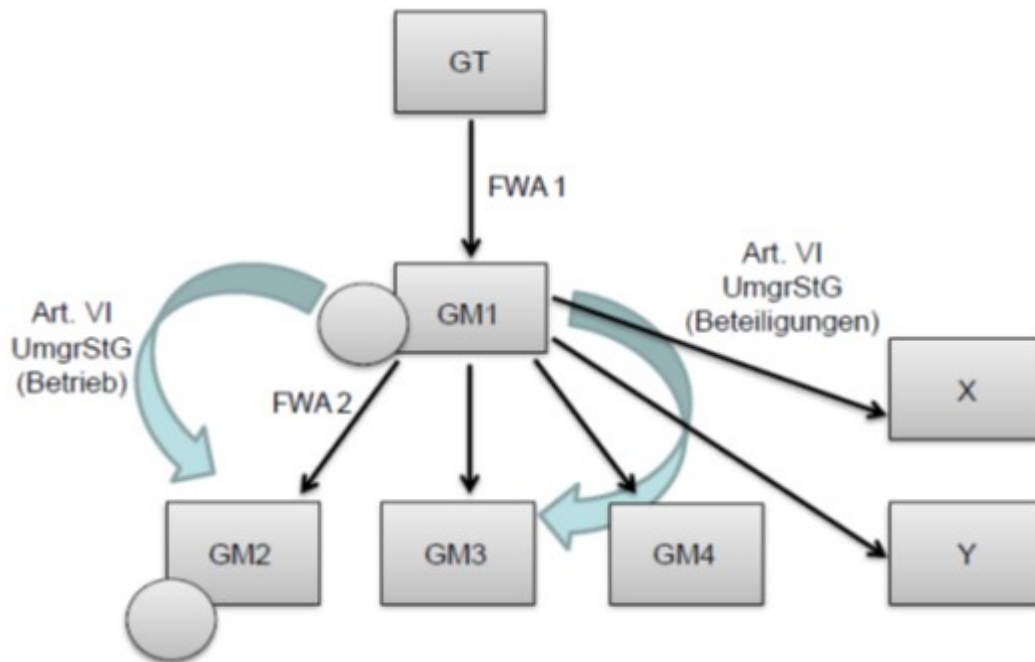 GT
FWA 1
Art. VI
UmgrStG
(Beteiligungen)
Art. VI
UmgrStG
(Betrieb)
GM1
X
FWA 2
GM2
GM3
GM4
Y